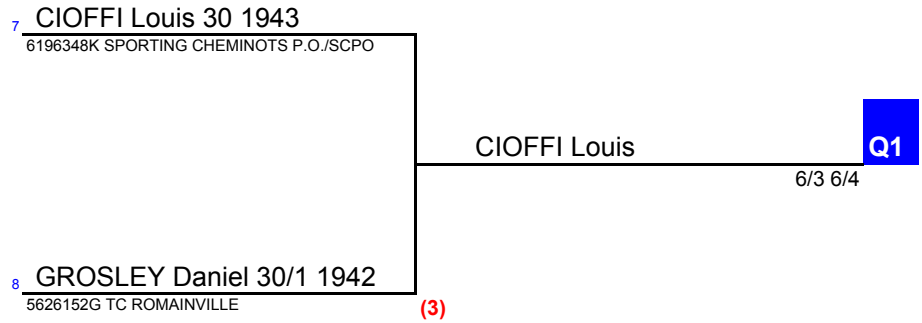 7 CIOFFI Louis 30 1943
6196348K SPORTING CHEMINOTS P.O./SCPO
CIOFFI Louis
Q1
6/3 6/4
8 GROSLEY Daniel 30/1 1942
5626152G TC ROMAINVILLE
(3)